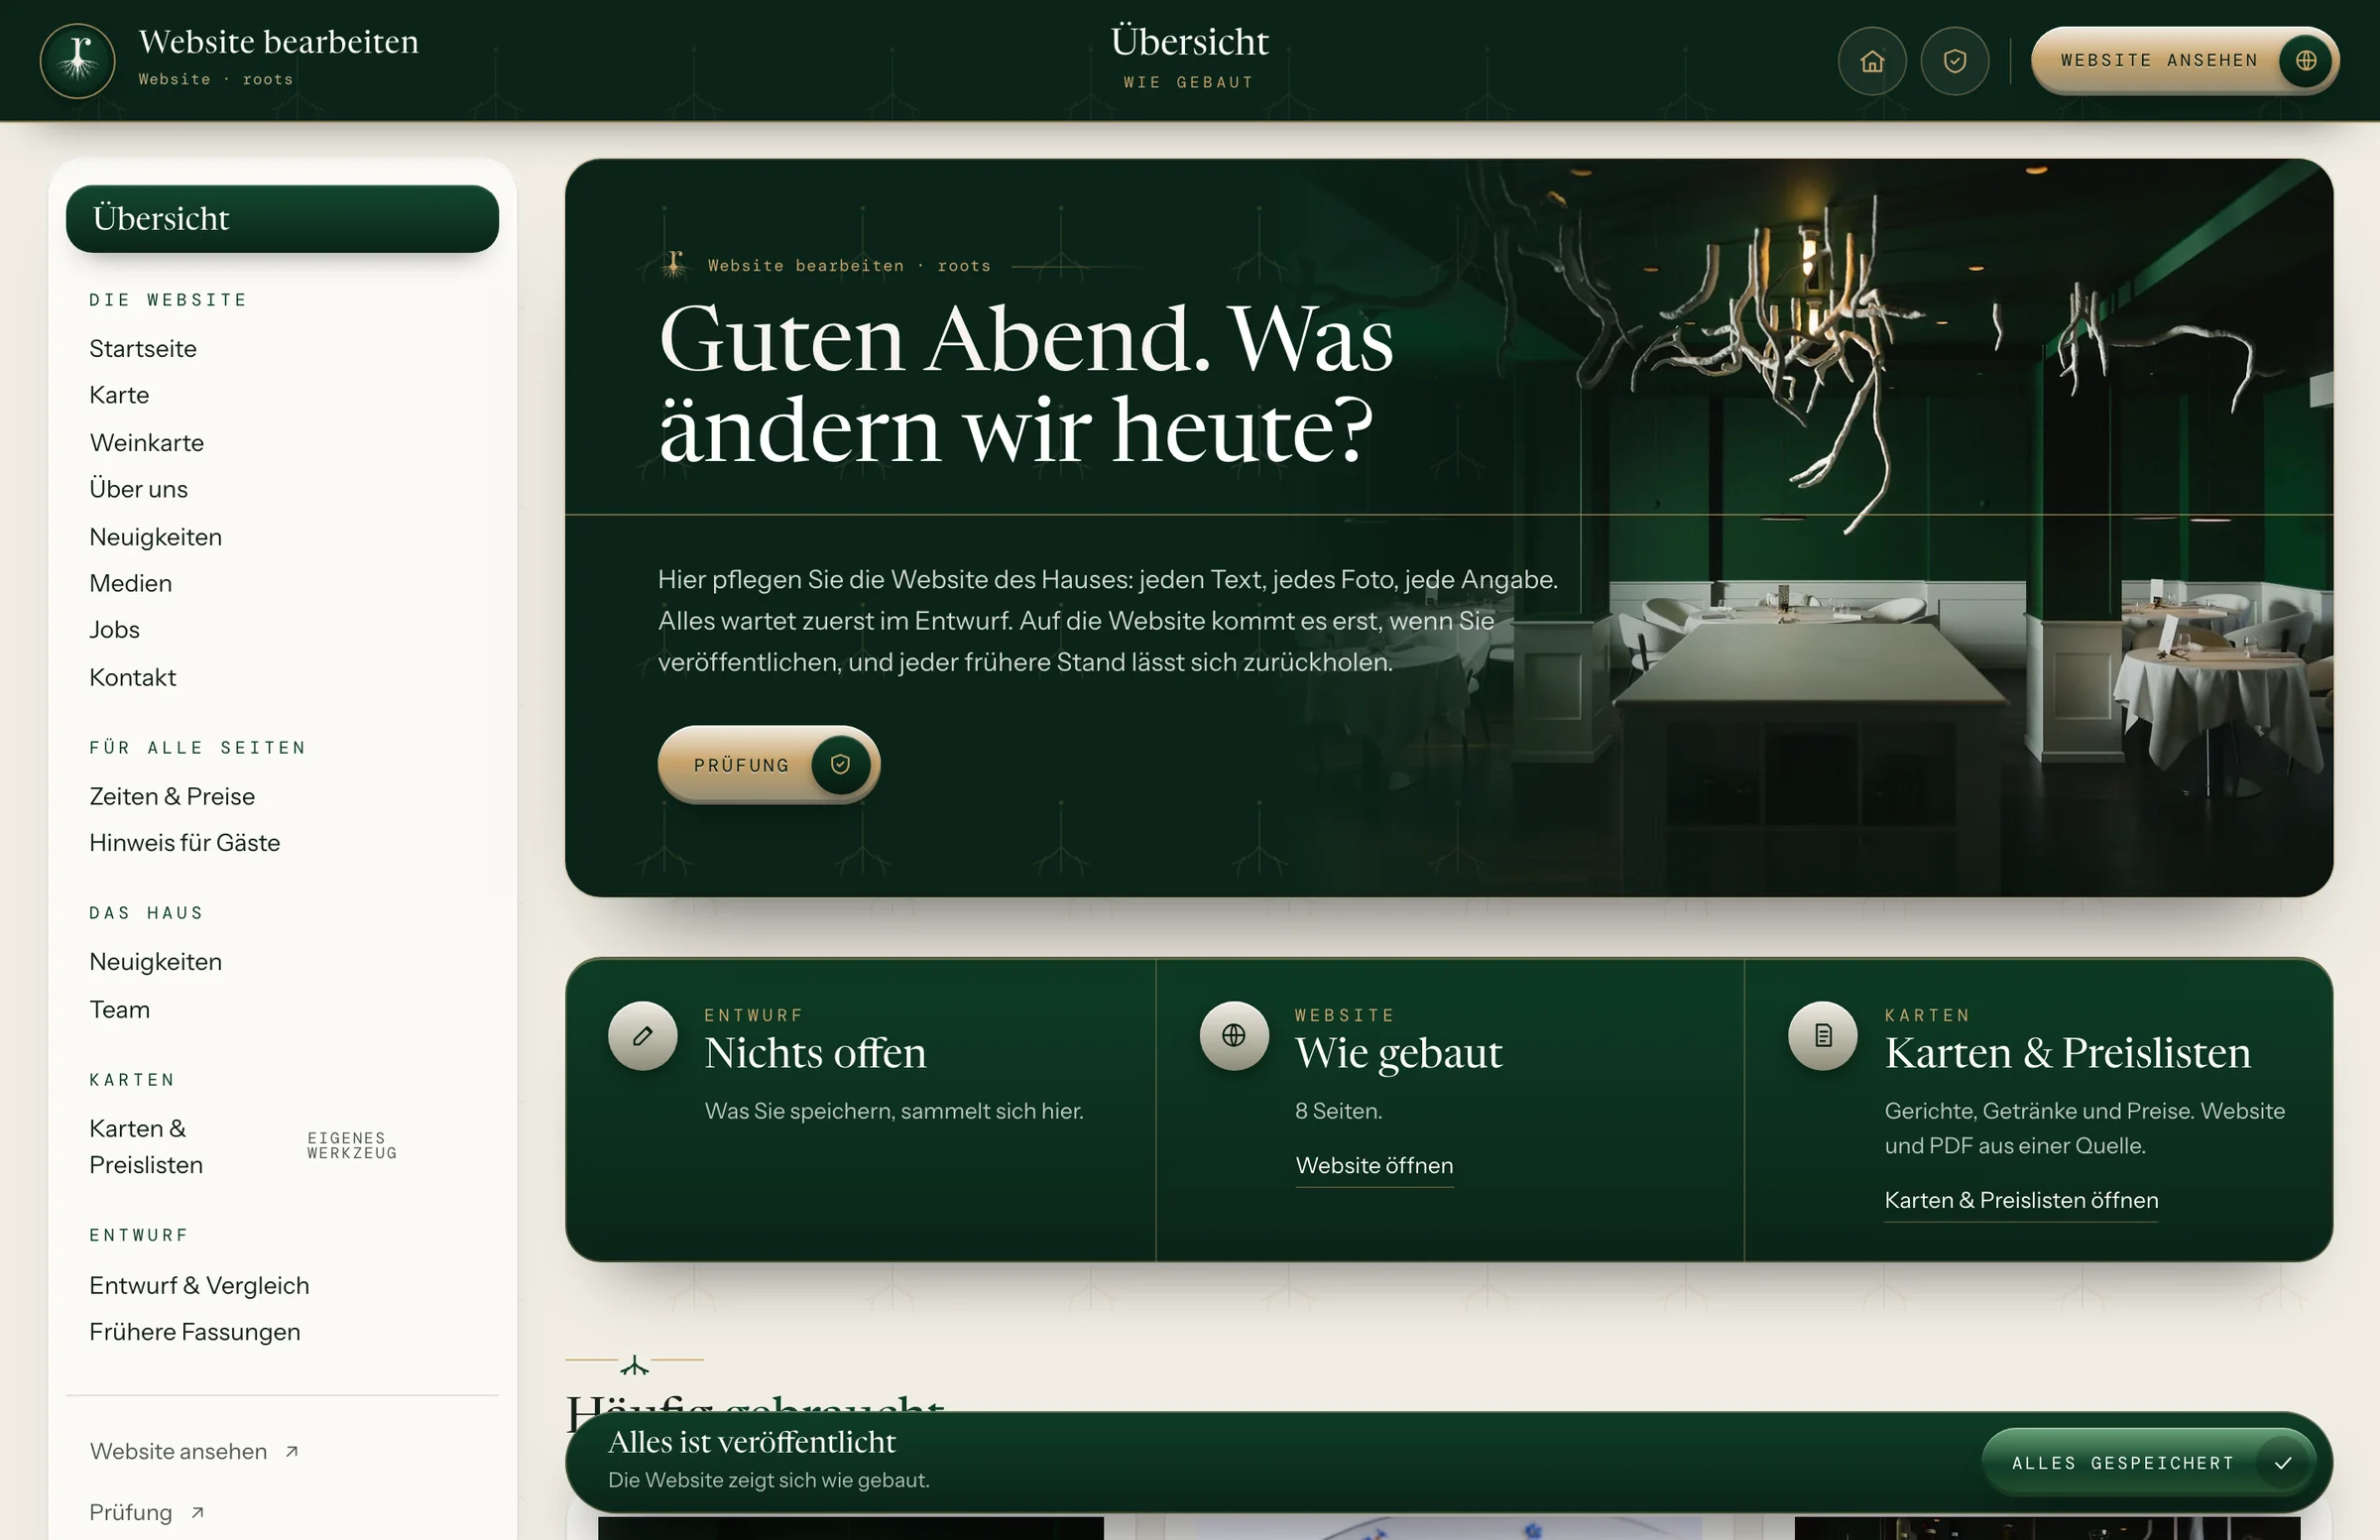 r
Website bearbeiten
Website · roots
Übersicht
WIE GEBAUT
WEBSITE ANSEHEN
Übersicht
DIE WEBSITE
Startseite
Karte
Weinkarte
Über uns
Neuigkeiten
Medien
Jobs
Kontakt
FÜR ALLE SEITEN
Zeiten & Preise
Hinweis für Gäste
DAS HAUS
Neuigkeiten
Team
KARTEN
Karten &
Preislisten
EIGENES
WERKZEUG
ENTWURF
Entwurf & Vergleich
Frühere Fassungen
Website ansehen
Prüfung
r
Website bearbeiten · roots
Guten Abend. Was
ändern wir heute?
Hier pflegen Sie die Website des Hauses: jeden Text, jedes Foto, jede Angabe.
Alles wartet zuerst im Entwurf. Auf die Website kommt es erst, wenn Sie
veröffentlichen, und jeder frühere Stand lässt sich zurückholen.
PRÜFUNG
ENTWURF
Nichts offen
Was Sie speichern, sammelt sich hier.
WEBSITE
Wie gebaut
8 Seiten.
Website öffnen
KARTEN
Karten & Preislisten
Gerichte, Getränke und Preise. Website
und PDF aus einer Quelle.
Karten & Preislisten öffnen
Häufig gebraucht
Alles ist veröffentlicht
Die Website zeigt sich wie gebaut.
ALLES GESPEICHERT